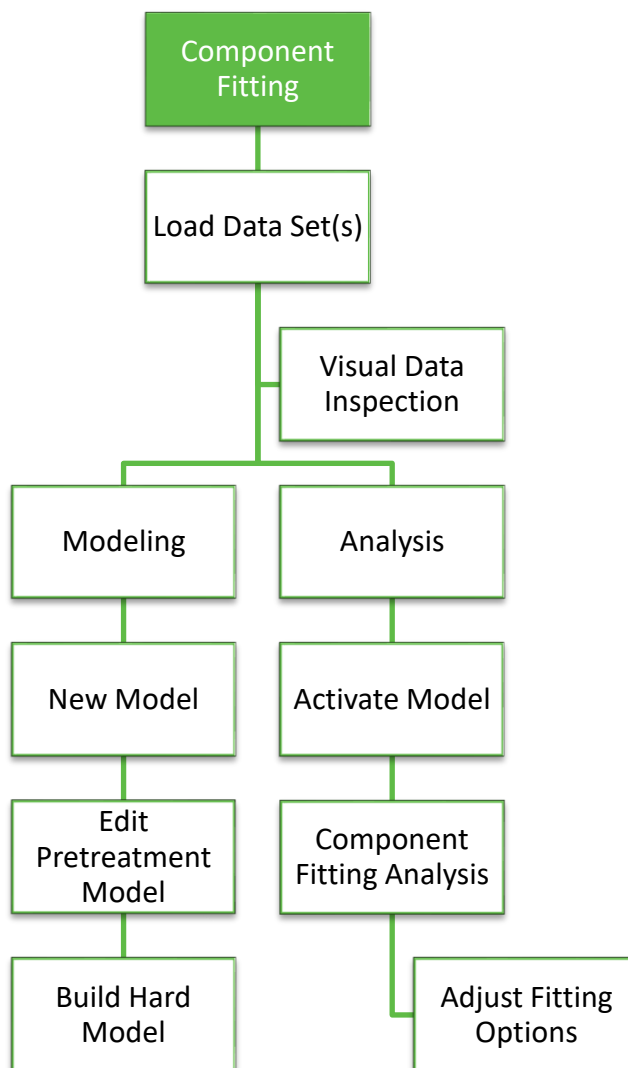 Component
Fitting
Load Data Set(s)
Visual Data
Inspection
Modeling
Analysis
New Model
Activate Model
Edit
Pretreatment
Model
Component
Fitting Analysis
Build Hard
Model
Adjust Fitting
Options